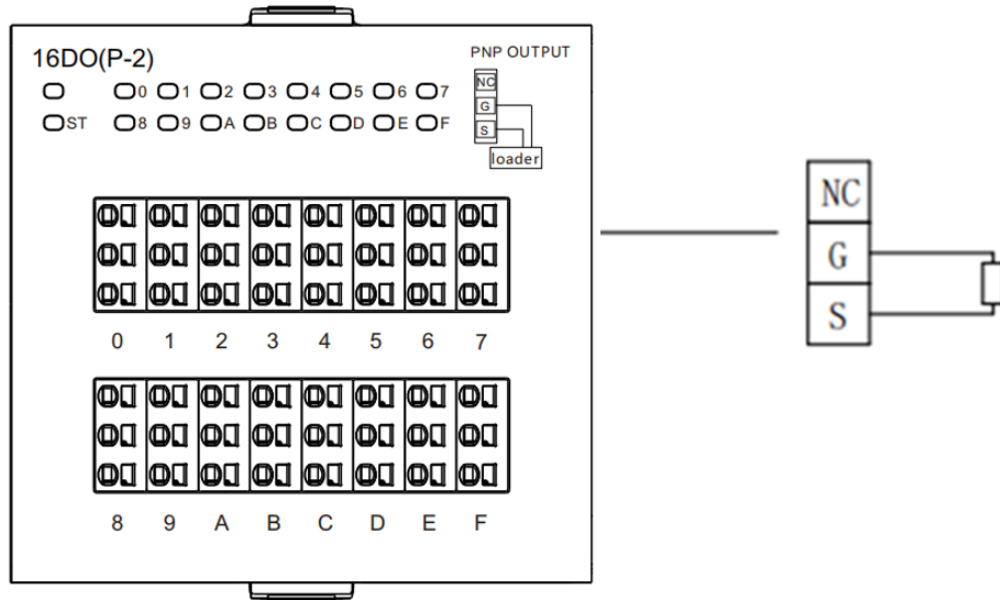 16DO(P-2)
PNP OUTPUT
0 1 2 3 4 5 6 7
ST 8 9 A B C D E F
NC
G
S
loader
0 1 2 3 4 5 6 7
8 9 A B C D E F
NC
G
S